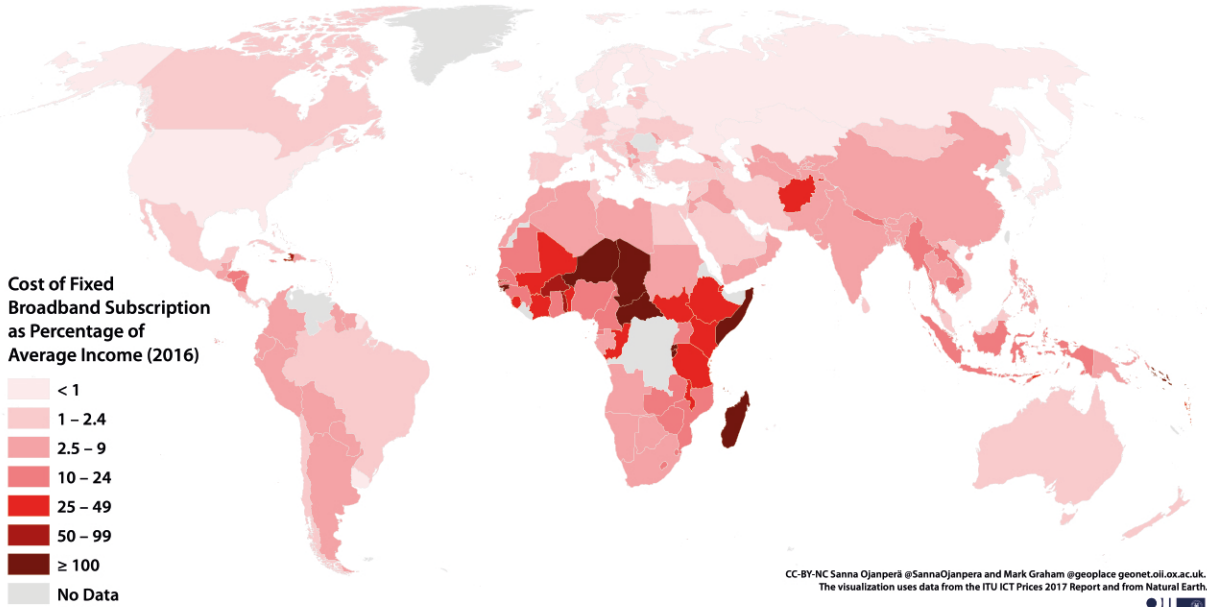 Cost of Fixed
Broadband Subscription
as Percentage of
Average Income (2016)
< 1
1 – 2.4
2.5 – 9
10 – 24
25 – 49
50 – 99
≥ 100
No Data
CC-BY-NC Sanna Ojanperä @SannaOjanpera and Mark Graham @geoplace geonet.oii.ox.ac.uk.
The visualization uses data from the ITU ICT Prices 2017 Report and from Natural Earth.